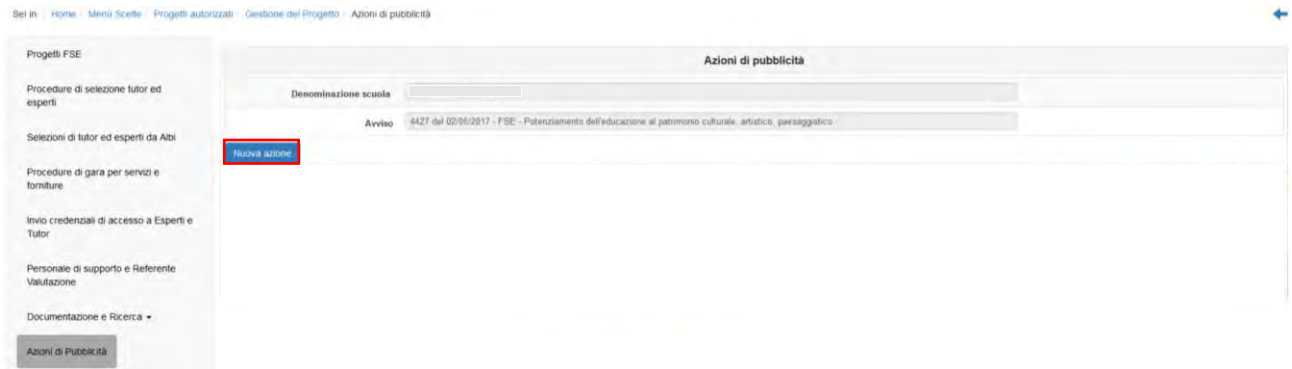 Sei in: Home / Menù Scelte / Progetti autorizzati / Gestione del Progetto / Azioni di pubblicità
Progetti FSE
Procedure di selezione tutor ed
esperti
Selezioni di tutor ed esperti da Albi
Procedure di gara per servizi e
forniture
Invio credenziali di accesso a Esperti e
Tutor
Personale di supporto e Referente
Valutazione
Documentazione e Ricerca
Azioni di Pubblicità
Azioni di pubblicità
Denominazione scuola
Avviso 4427 del 02/05/2017 - FSE - Potenziamento dell'educazione al patrimonio culturale, artistico, paesaggistico
Nuova azione